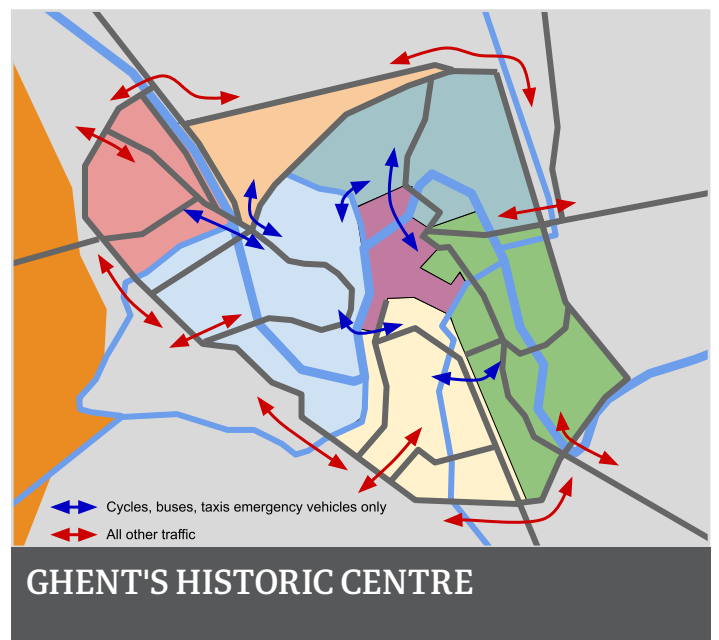 Cycles, buses, taxis emergency vehicles only
All other traffic
GHENT'S HISTORIC CENTRE